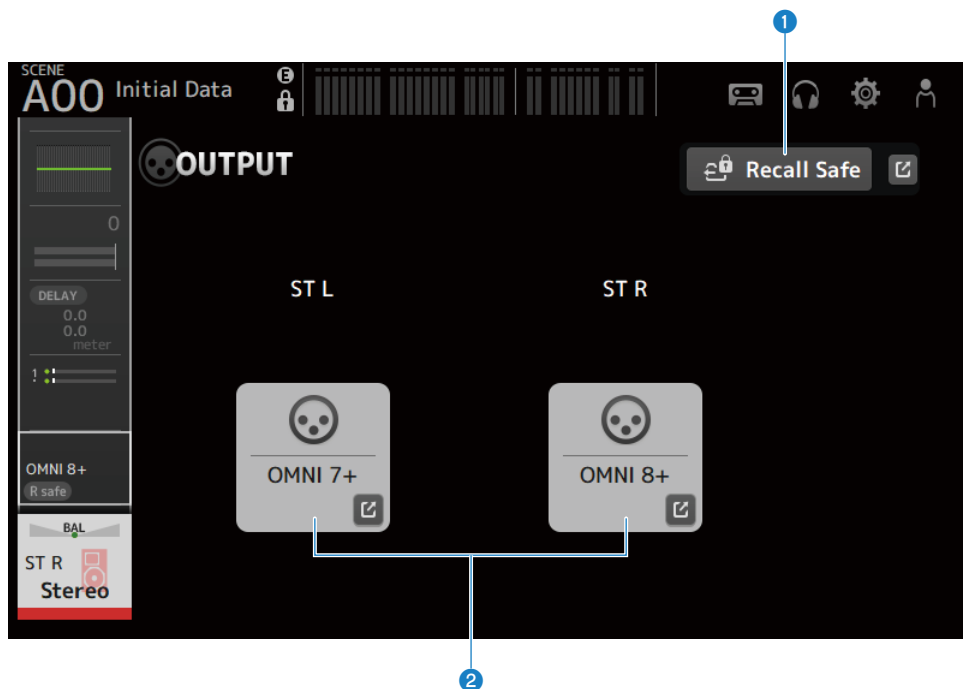 1
SCENE
A00 Initial Data
E
OUTPUT
Recall Safe
0
DELAY
0.0
0.0
meter
ST L
ST R
OMNI 7+
OMNI 8+
OMNI 8+
R safe
BAL
ST R
Stereo
2